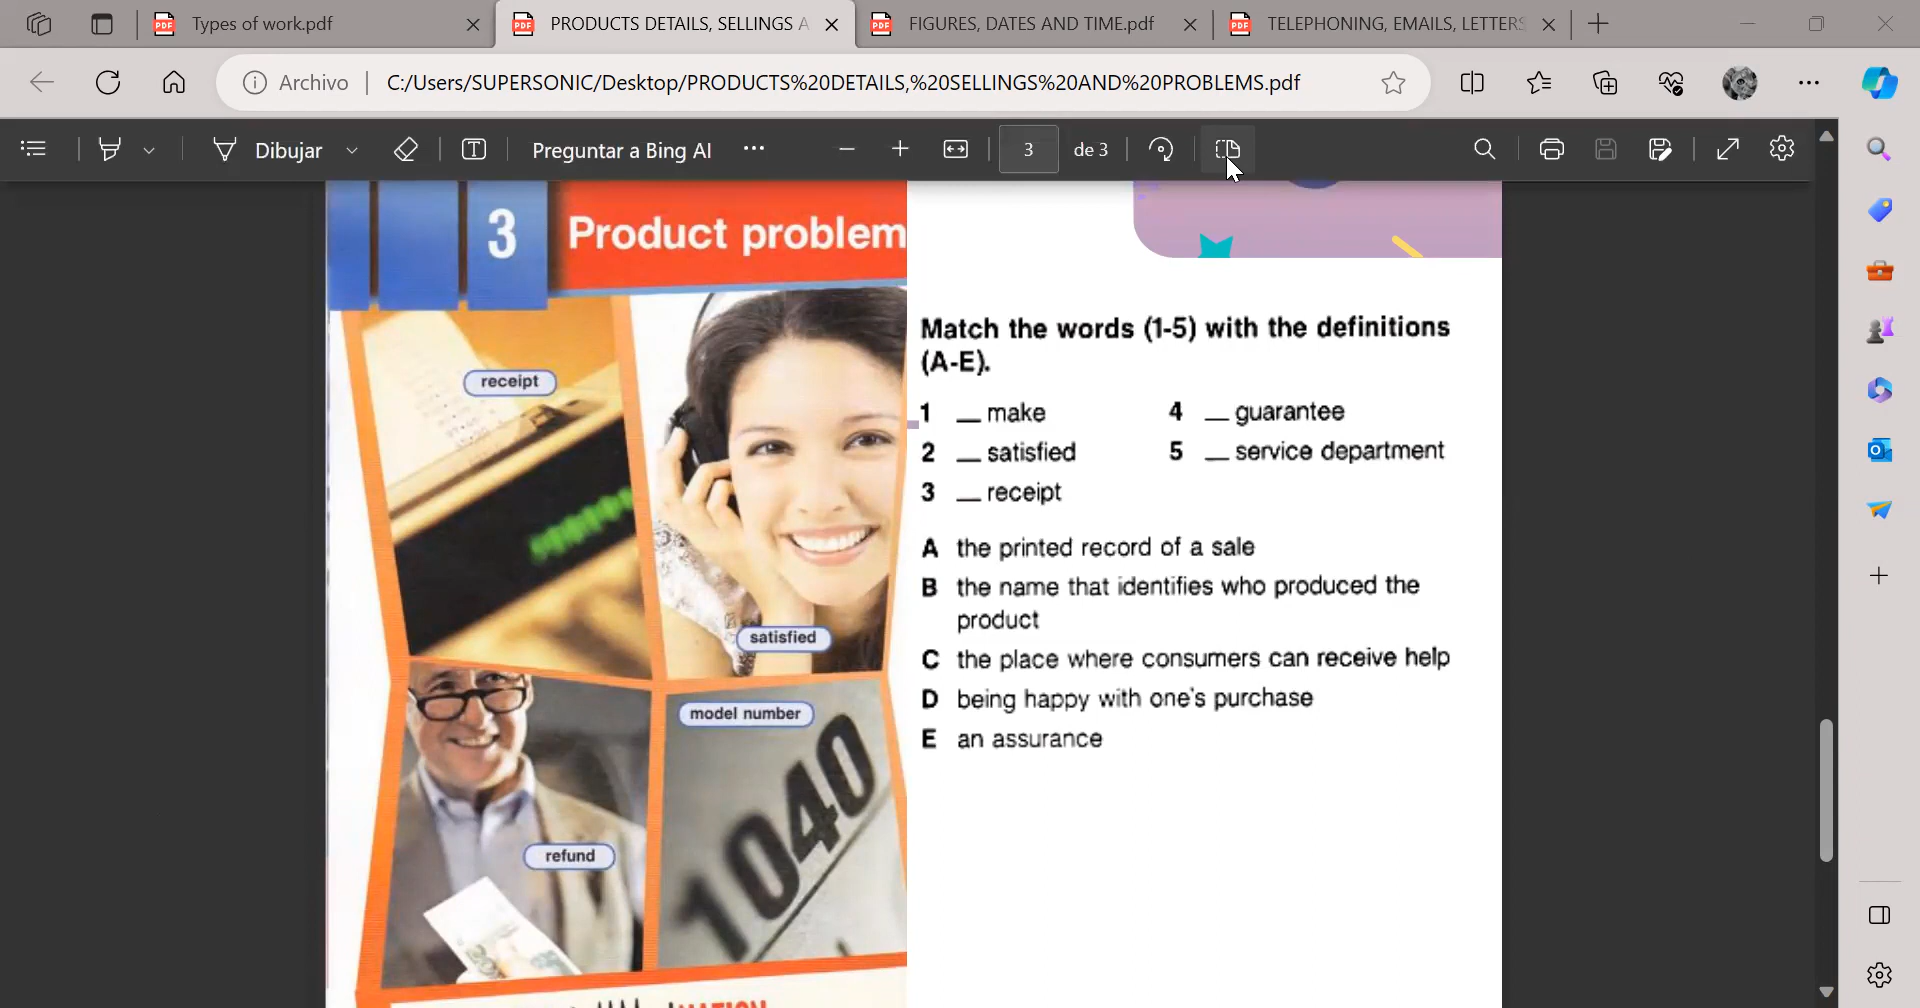 Types of work.pdf
PRODUCTS DETAILS, SELLINGS A
FIGURES, DATES AND TIME.pdf
TELEPHONING, EMAILS, LETTERS
Archivo
C:/Users/SUPERSONIC/Desktop/PRODUCTS%20DETAILS,%20SELLINGS%20AND%20PROBLEMS.pdf
Dibujar
Preguntar a Bing AI
3
de 3
3 Product problem
receipt
satisfied
refund
model number
1040
Match the words (1-5) with the definitions
(A-E).
1 __ make
2 __ satisfied
3 __ receipt
4 __ guarantee
5 __ service department
A the printed record of a sale
B the name that identifies who produced the
product
C the place where consumers can receive help
D being happy with one's purchase
E an assurance